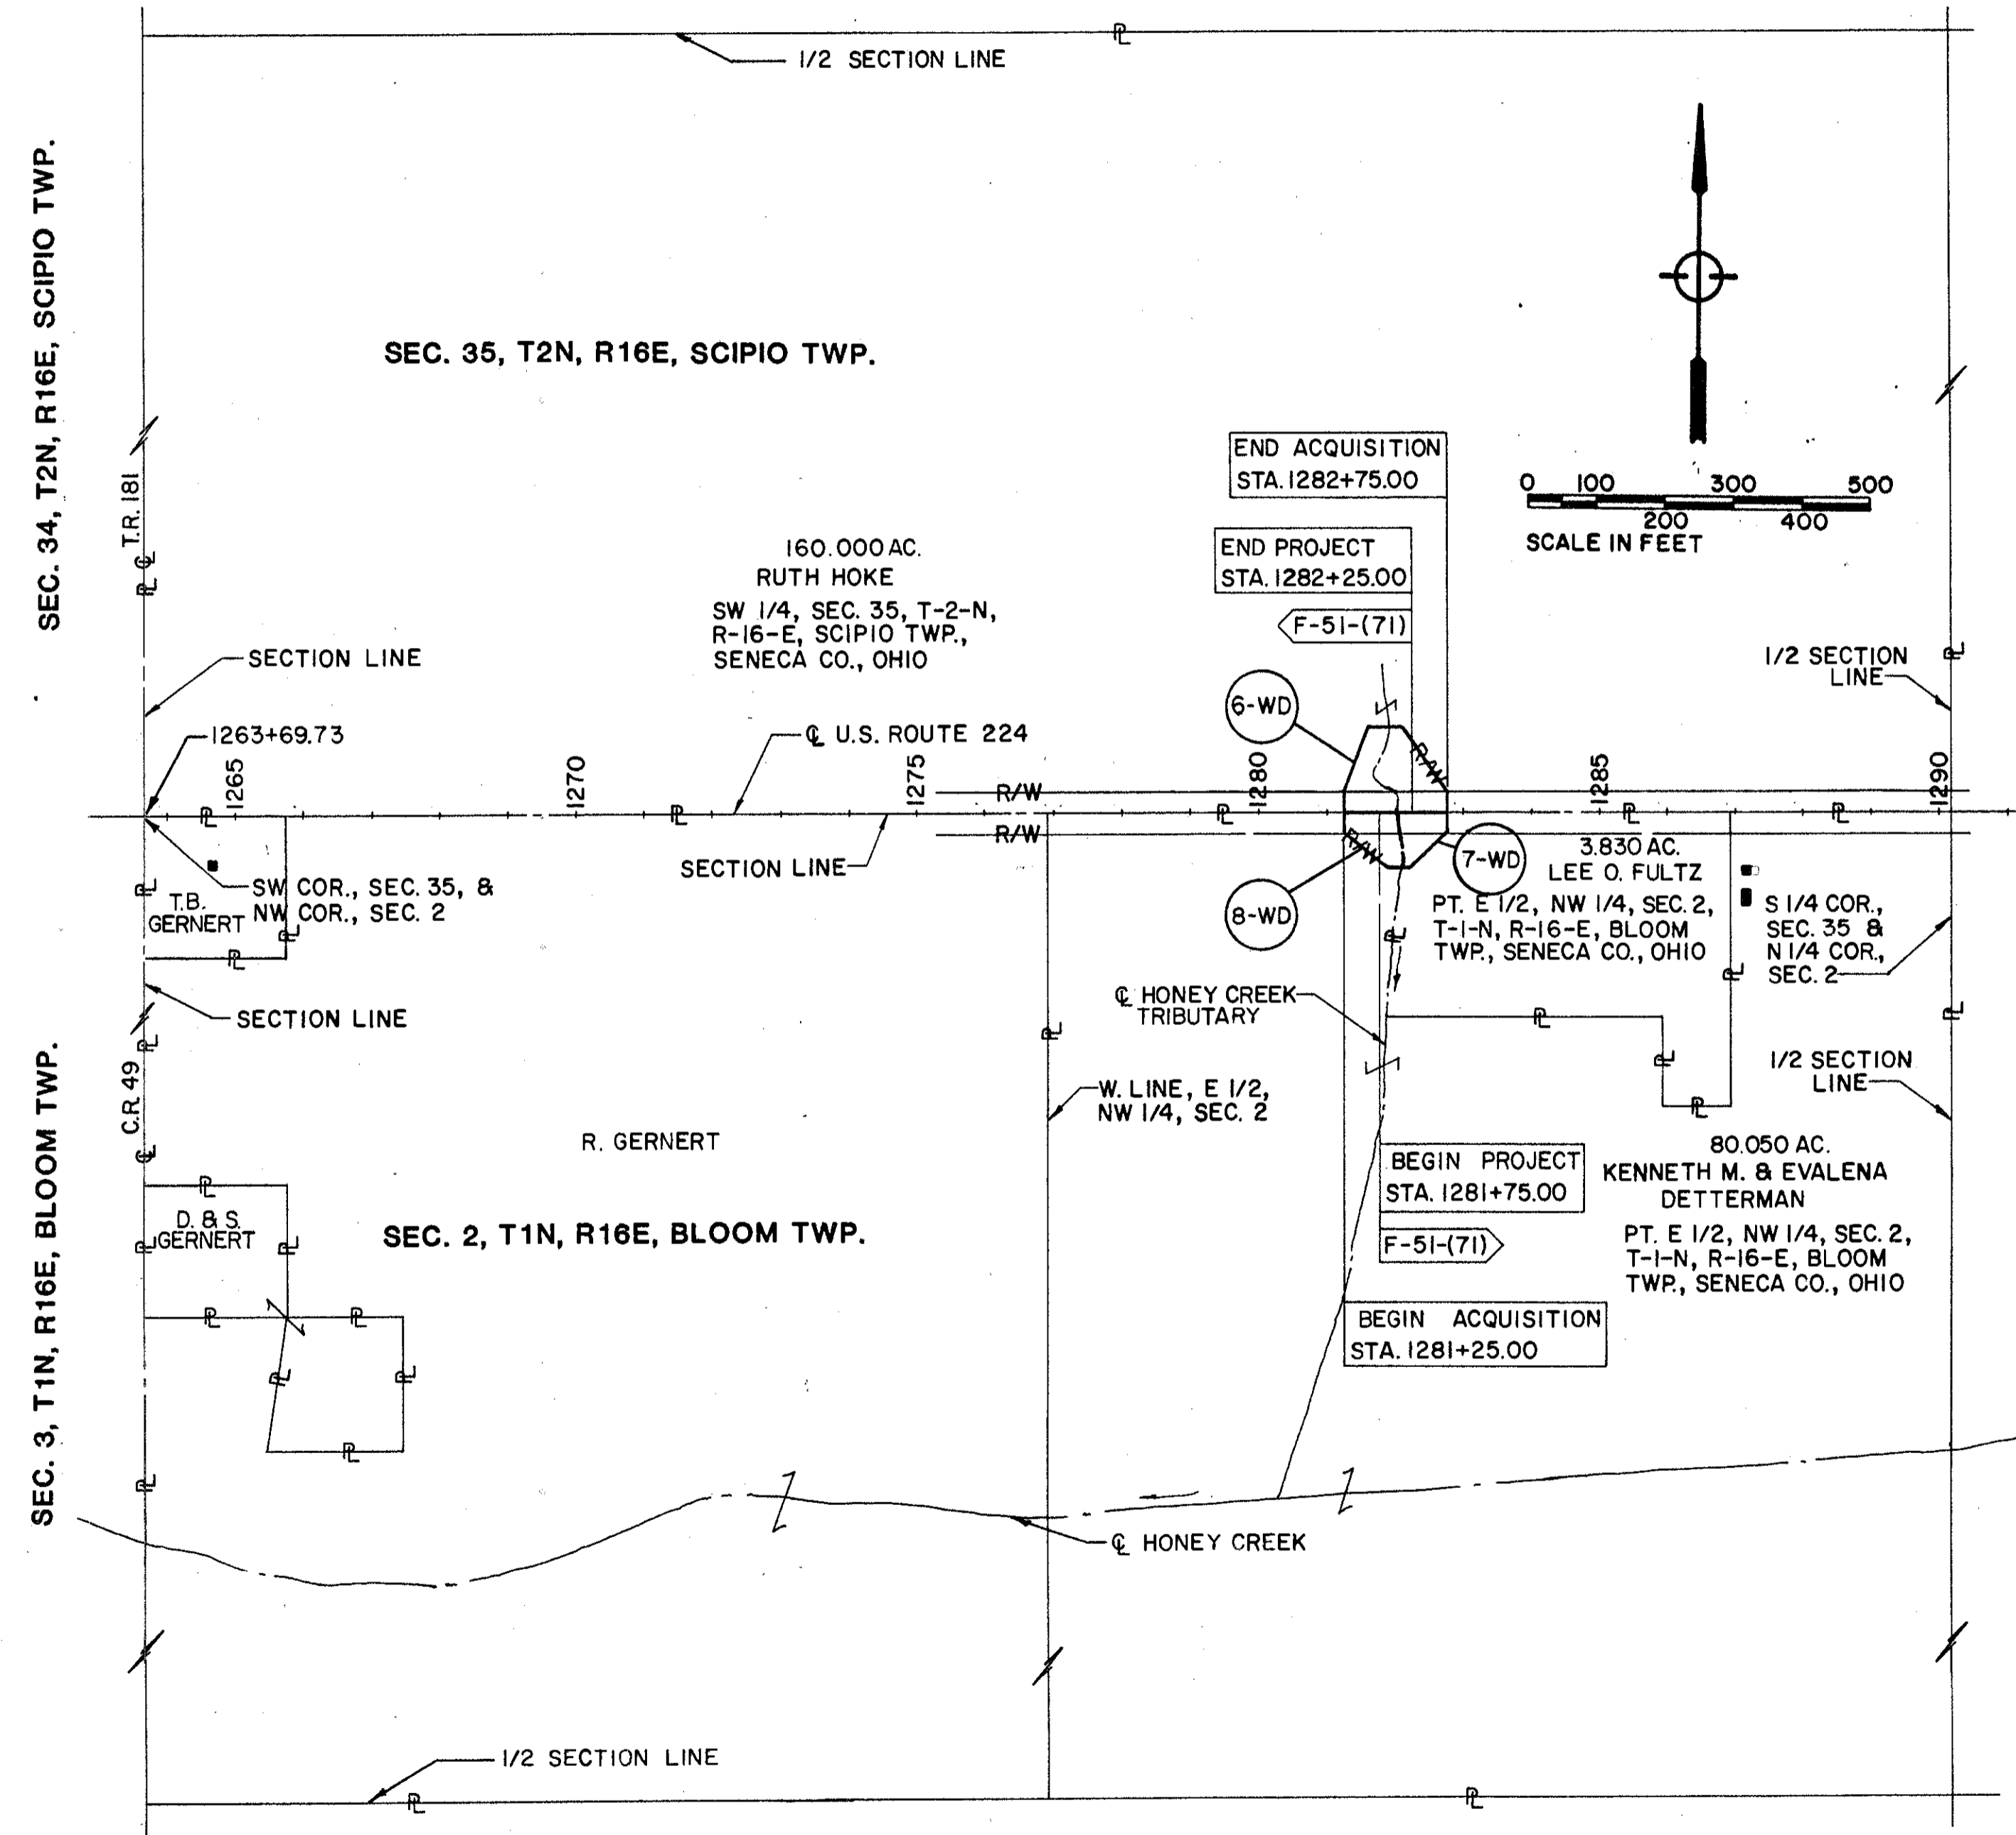 1/2 SECTION LINE
SEC. 34, T2N, R16E, SCIPIO TWP.
SEC. 35, T2N, R16E, SCIPIO TWP.
T.R. 181
END ACQUISITION
STA. 1282+75.00
0 100 300 500
200 400
SCALE IN FEET
END PROJECT
STA. 1282+25.00
F-51-(71)
160.000 AC.
RUTH HOKE
SW 1/4, SEC. 35, T-2-N,
R-16-E, SCIPIO TWP.,
SENECA CO., OHIO
SECTION LINE
1/2 SECTION
LINE
6-WD
1263+69.73
℄ U.S. ROUTE 224
1265
1270
1275
1280
1285
1290
R/W
R/W
R/W
R/W
SECTION LINE
SW COR., SEC. 35, &
NW COR., SEC. 2
T.B.
GERNERT
7-WD
8-WD
3.830 AC.
LEE O. FULTZ
PT. E 1/2, NW 1/4, SEC. 2,
T-1-N, R-16-E, BLOOM
TWP., SENECA CO., OHIO
S 1/4 COR.,
SEC. 35 &
N 1/4 COR.,
SEC. 2
SECTION LINE
℄ HONEY CREEK
TRIBUTARY
C.R. 49
SEC. 3, T1N, R16E, BLOOM TWP.
W. LINE, E 1/2,
NW 1/4, SEC. 2
1/2 SECTION
LINE
R. GERNERT
BEGIN PROJECT
STA. 1281+75.00
F-51-(71)
80.050 AC.
KENNETH M. & EVALENA
DETTERMAN
PT. E 1/2, NW 1/4, SEC. 2,
T-1-N, R-16-E, BLOOM
TWP., SENECA CO., OHIO
D. & S.
GERNERT
SEC. 2, T1N, R16E, BLOOM TWP.
BEGIN ACQUISITION
STA. 1281+25.00
℄ HONEY CREEK
1/2 SECTION LINE